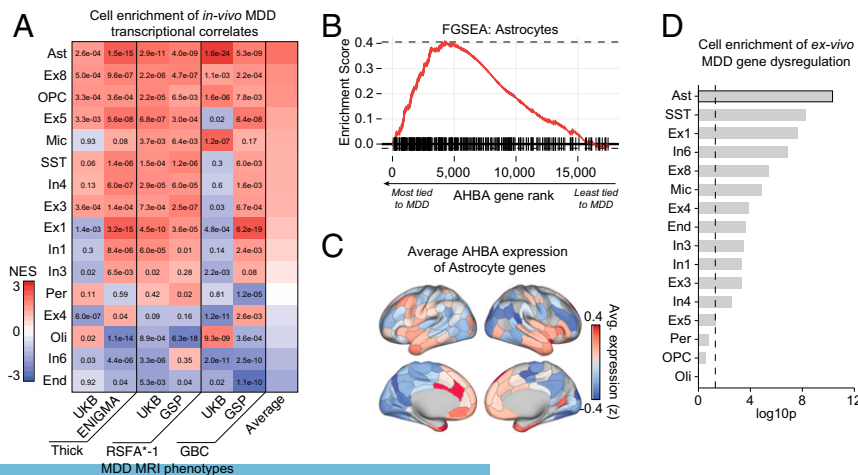 A
Cell enrichment of in-vivo MDD
transcriptional correlates
Ast 2.6e-04 1.5e-15 2.9e-11 4.0e-09 1.6e-24 5.3e-09
Ex8 5.0e-04 9.6e-07 2.2e-06 4.7e-07 1.1e-03 2.2e-04
OPC 3.3e-04 3.6e-04 2.2e-05 6.5e-03 1.6e-06 7.8e-03
Ex5 3.3e-03 5.6e-08 6.8e-07 3.0e-04 0.02 6.4e-08
Mic 0.93 0.08 3.7e-03 6.4e-03 1.2e-07 0.17
SST 0.06 1.4e-06 1.5e-04 1.2e-06 0.3 6.0e-03
In4 0.13 6.0e-07 2.9e-05 6.0e-05 0.6 1.6e-03
Ex3 3.6e-04 1.4e-04 7.3e-04 2.5e-07 0.03 6.7e-04
Ex1 1.4e-03 3.2e-15 4.5e-10 3.6e-05 4.8e-04 6.2e-19
In1 0.3 8.4e-06 6.0e-05 0.01 0.14 2.4e-03
In3 0.02 6.5e-03 0.02 0.28 2.2e-03 0.08
Per 0.11 0.59 0.42 0.02 0.81 1.2e-05
Ex4 6.0e-07 0.04 0.09 0.16 1.2e-11 2.6e-03
Oli 0.02 1.1e-14 8.9e-04 6.3e-18 9.3e-09 3.6e-04
In6 0.03 4.4e-06 3.3e-06 0.35 2.0e-11 2.5e-10
End 0.92 0.04 5.3e-03 0.04 0.02 1.1e-10
NES
3
0
-3
UKB ENIGMA UKB GSP UKB GSP Average
Thick RSFA*-1 GBC
MDD MRI phenotypes
B
FGSEA: Astrocytes
Enrichment Score
0.4
0.3
0.2
0.1
0.0
0 5,000 10,000 15,000
Most tied
to MDD
AHBA gene rank
Least tied
to MDD
C
Average AHBA expression
of Astrocyte genes
0.4
-0.4
Avg. expression (z)
D
Cell enrichment of ex-vivo
MDD gene dysregulation
Ast
SST
Ex1
In6
Ex8
Mic
Ex4
End
In3
In1
Ex3
In4
Ex5
Per
OPC
Oli
0 2 4 6 8 10 12
log10p